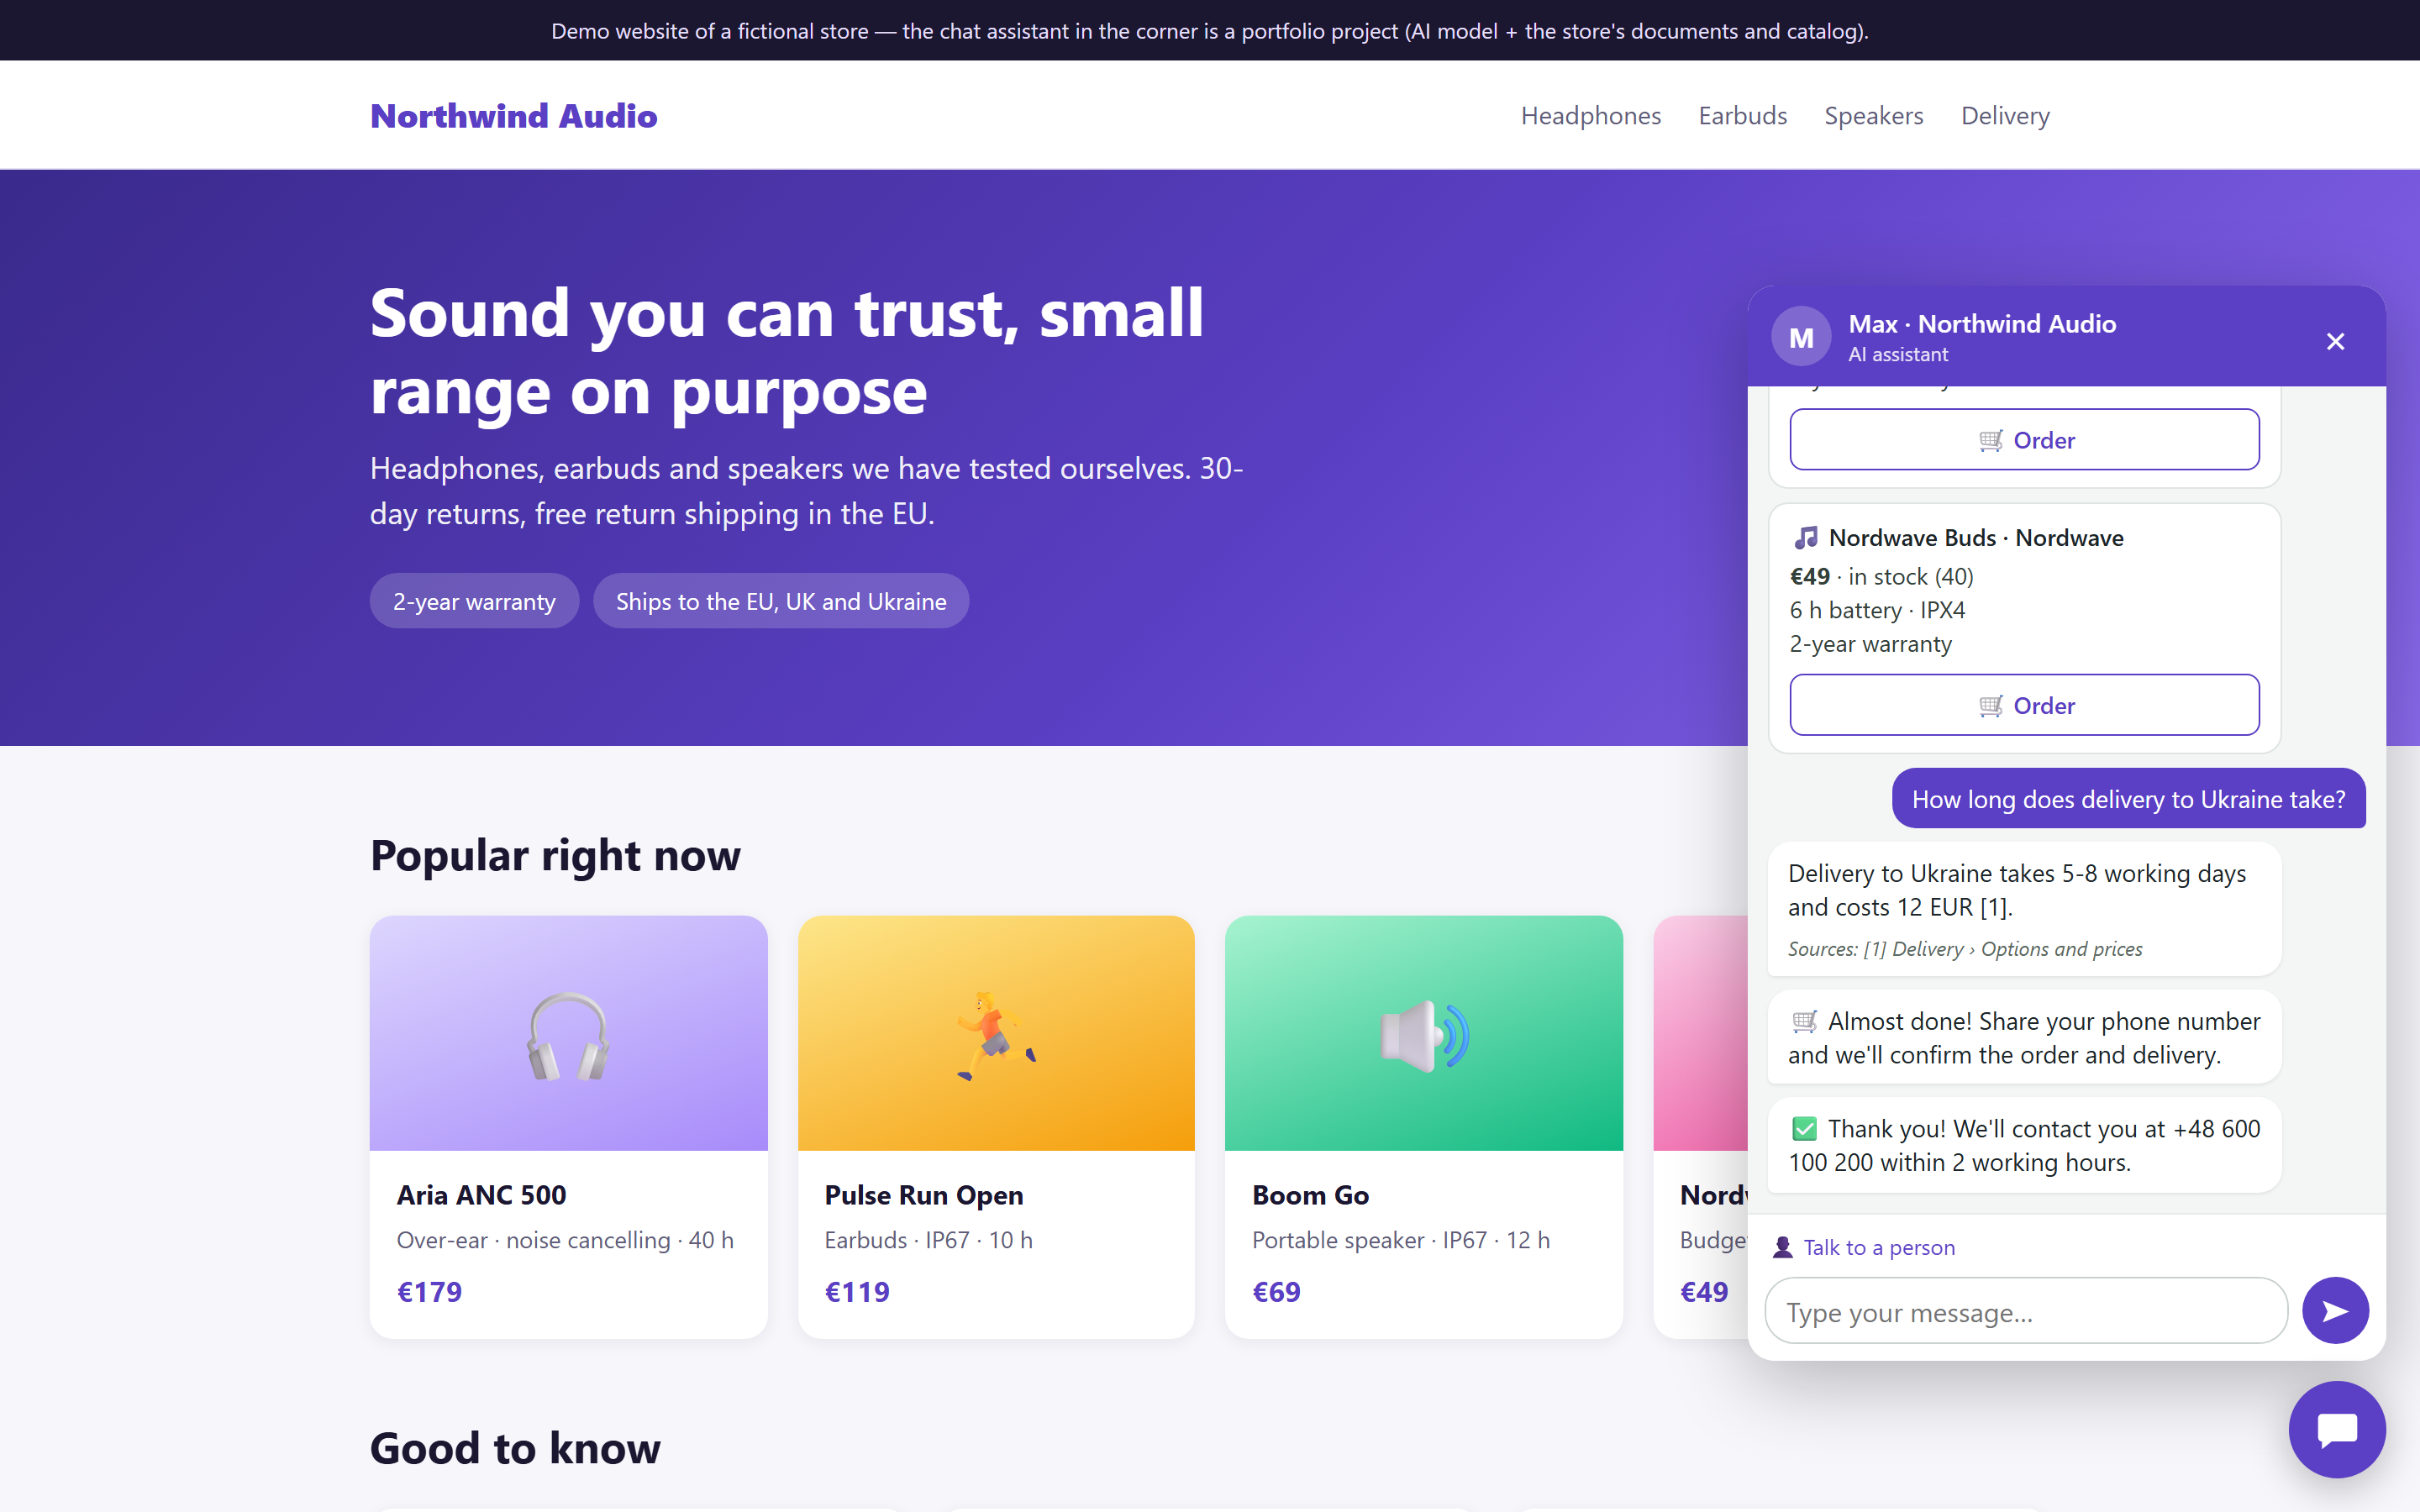 Demo website of a fictional store — the chat assistant in the corner is a portfolio project (AI model + the store's documents and catalog).
Northwind Audio
Headphones Earbuds Speakers Delivery
Sound you can trust, small
range on purpose
Headphones, earbuds and speakers we have tested ourselves. 30-
day returns, free return shipping in the EU.
2-year warranty
Ships to the EU, UK and Ukraine
Popular right now
Aria ANC 500
Over-ear · noise cancelling · 40 h
€179
Pulse Run Open
Earbuds · IP67 · 10 h
€119
Boom Go
Portable speaker · IP67 · 12 h
€69
€49
Good to know
M
Max · Northwind Audio
AI assistant
Order
Nordwave Buds · Nordwave
€49 · in stock (40)
6 h battery · IPX4
2-year warranty
Order
How long does delivery to Ukraine take?
Delivery to Ukraine takes 5-8 working days
and costs 12 EUR [1].
Sources: [1] Delivery › Options and prices
Almost done! Share your phone number
and we'll confirm the order and delivery.
Thank you! We'll contact you at +48 600
100 200 within 2 working hours.
Talk to a person
Type your message...